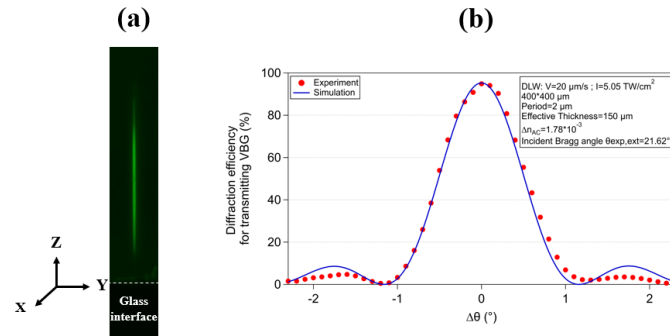 (a)
Z
Y
X
Glass
interface
(b)
Diffraction efficiency
for transmitting VBG (%)
100
80
60
40
20
0
Experiment
Simulation
DLW: V=20 µm/s ; I=5.05 TW/cm²
400*400 µm
Period=2 µm
Effective Thickness=150 µm
Δn_AC=1.78*10⁻³
Incident Bragg angle θexp,ext=21.62°
-2 -1 0 1 2
Δθ (°)